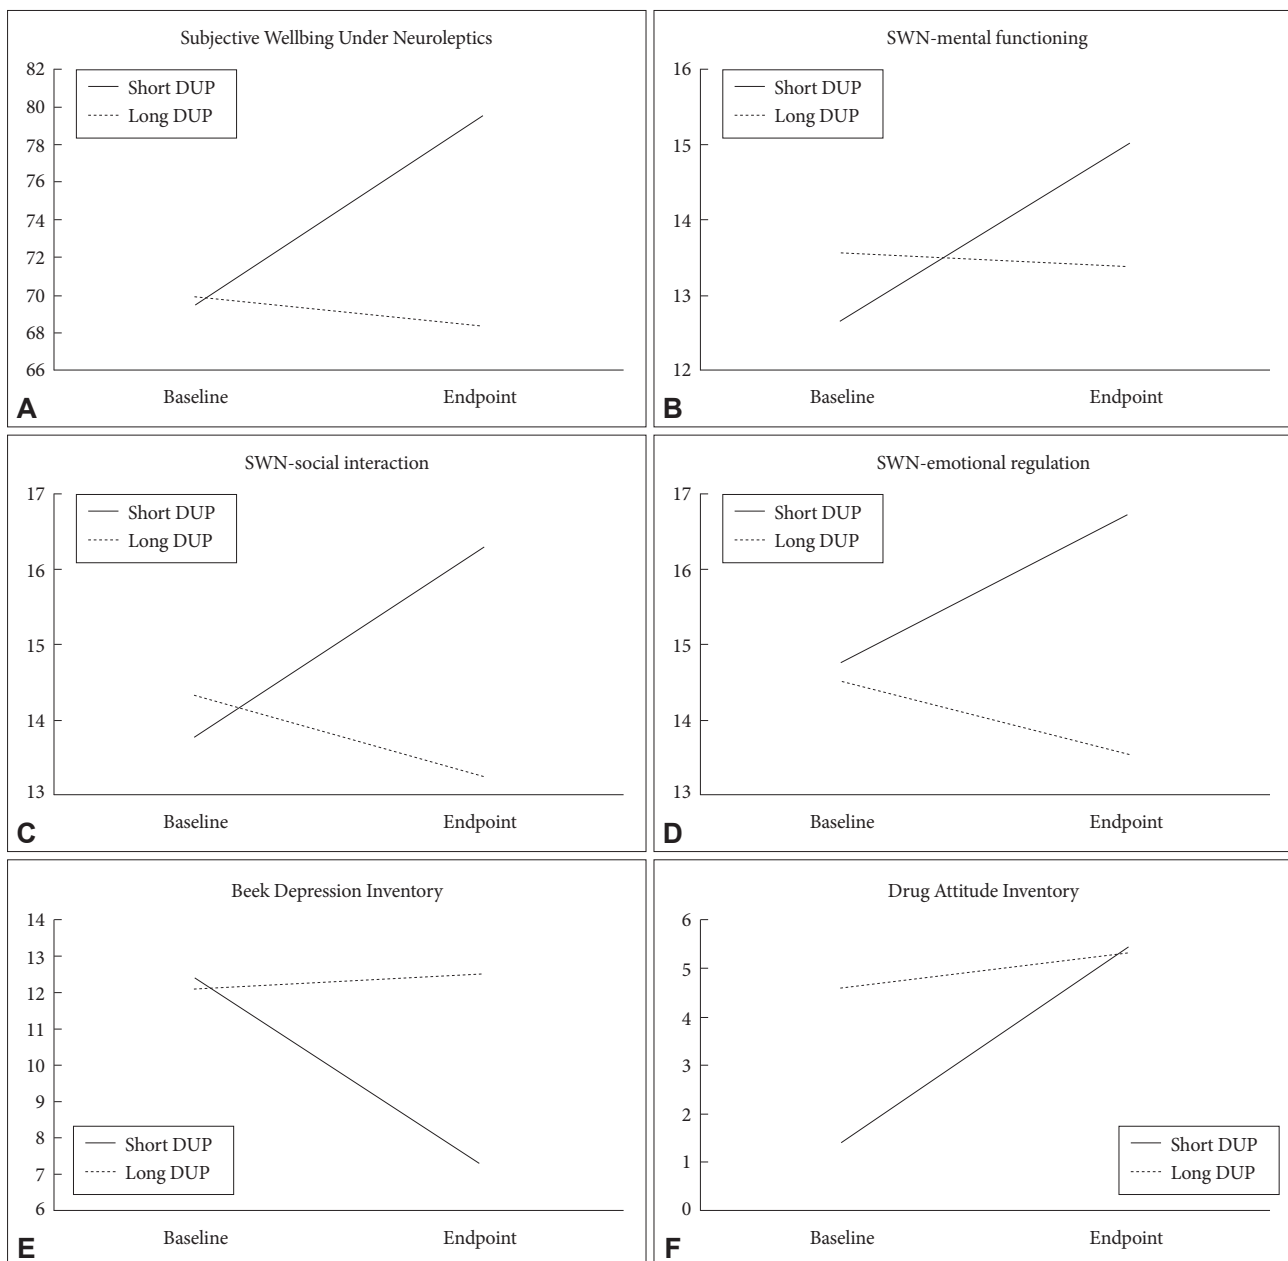 Subjective Wellbing Under Neuroleptics
82
80
78
76
74
72
70
68
66
Short DUP
Long DUP
Baseline Endpoint
A
SWN-mental functioning
16
15
14
13
12
Short DUP
Long DUP
Baseline Endpoint
B
SWN-social interaction
17
16
15
14
13
Short DUP
Long DUP
Baseline Endpoint
C
SWN-emotional regulation
17
16
15
14
13
Short DUP
Long DUP
Baseline Endpoint
D
Beek Depression Inventory
14
13
12
11
10
9
8
7
6
Short DUP
Long DUP
Baseline Endpoint
E
Drug Attitude Inventory
6
5
4
3
2
1
0
Short DUP
Long DUP
Baseline Endpoint
F